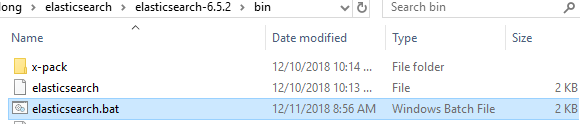 ong > elasticsearch > elasticsearch-6.5.2 > bin
Search bin
Name Date modified Type Size
x-pack 12/10/2018 10:14 ... File folder
elasticsearch 12/10/2018 10:13 ... File 2 KB
elasticsearch.bat 12/11/2018 8:56 AM Windows Batch File 2 KB